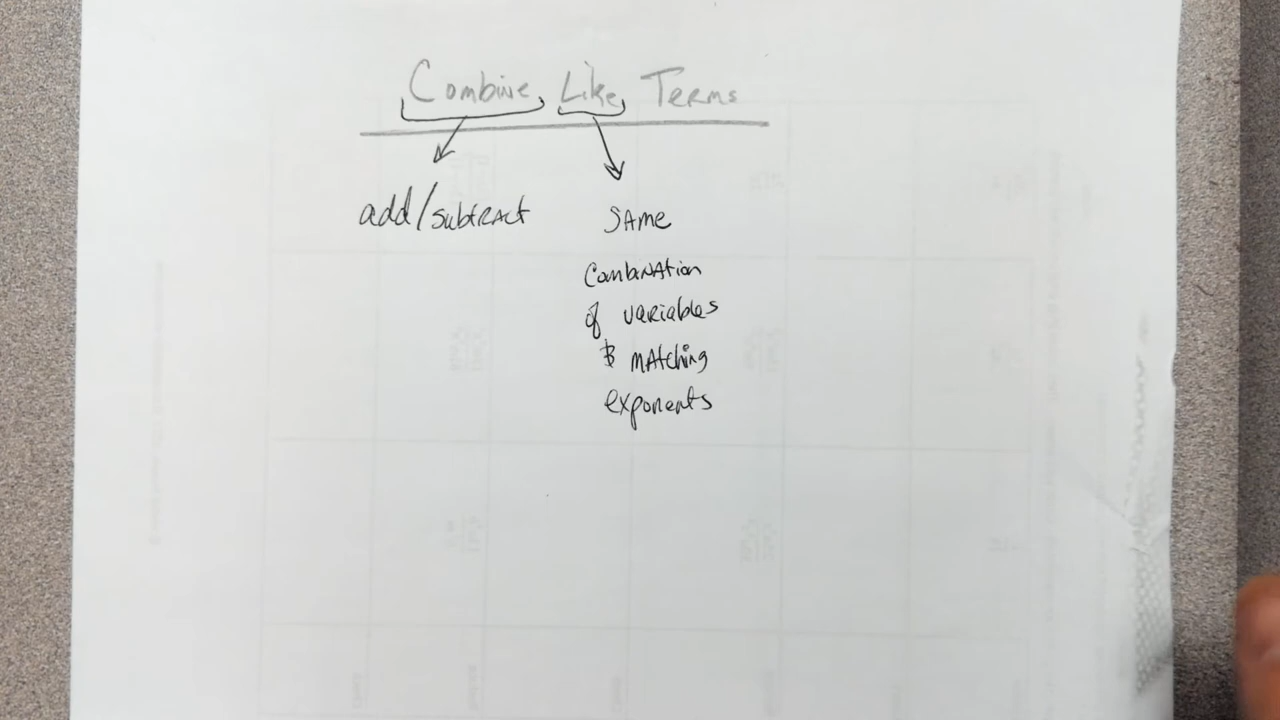 Combine Like Terms
add/subtract
Same
Combination
of variables
& matching
exponents